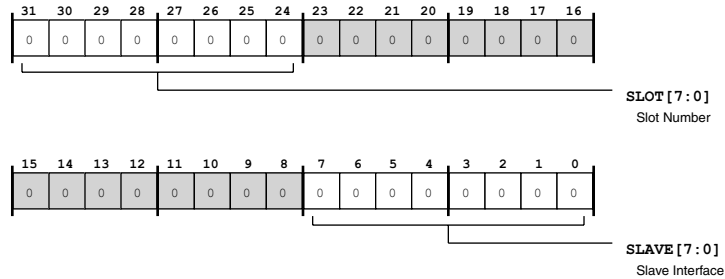 31 30 29 28 27 26 25 24 23 22 21 20 19 18 17 16
0 0 0 0 0 0 0 0 0 0 0 0 0 0 0 0
SLOT[7:0]
Slot Number
15 14 13 12 11 10 9 8 7 6 5 4 3 2 1 0
0 0 0 0 0 0 0 0 0 0 0 0 0 0 0 0
SLAVE[7:0]
Slave Interface